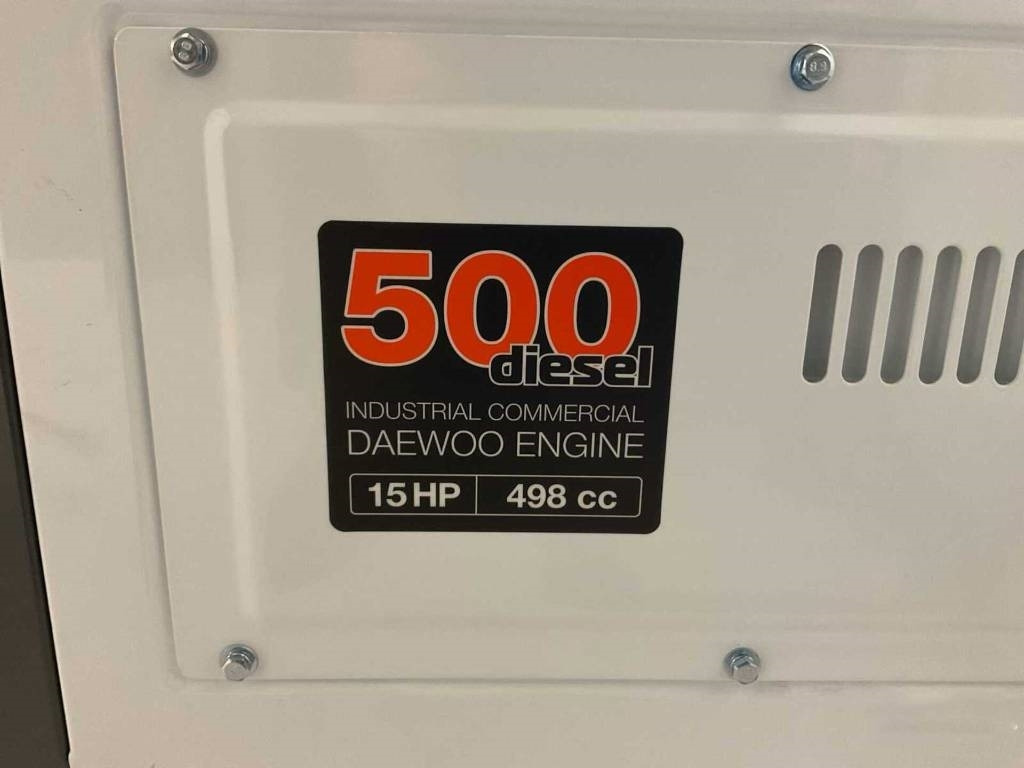 500
diesel
INDUSTRIAL COMMERCIAL
DAEWOO ENGINE
15 HP 498 cc